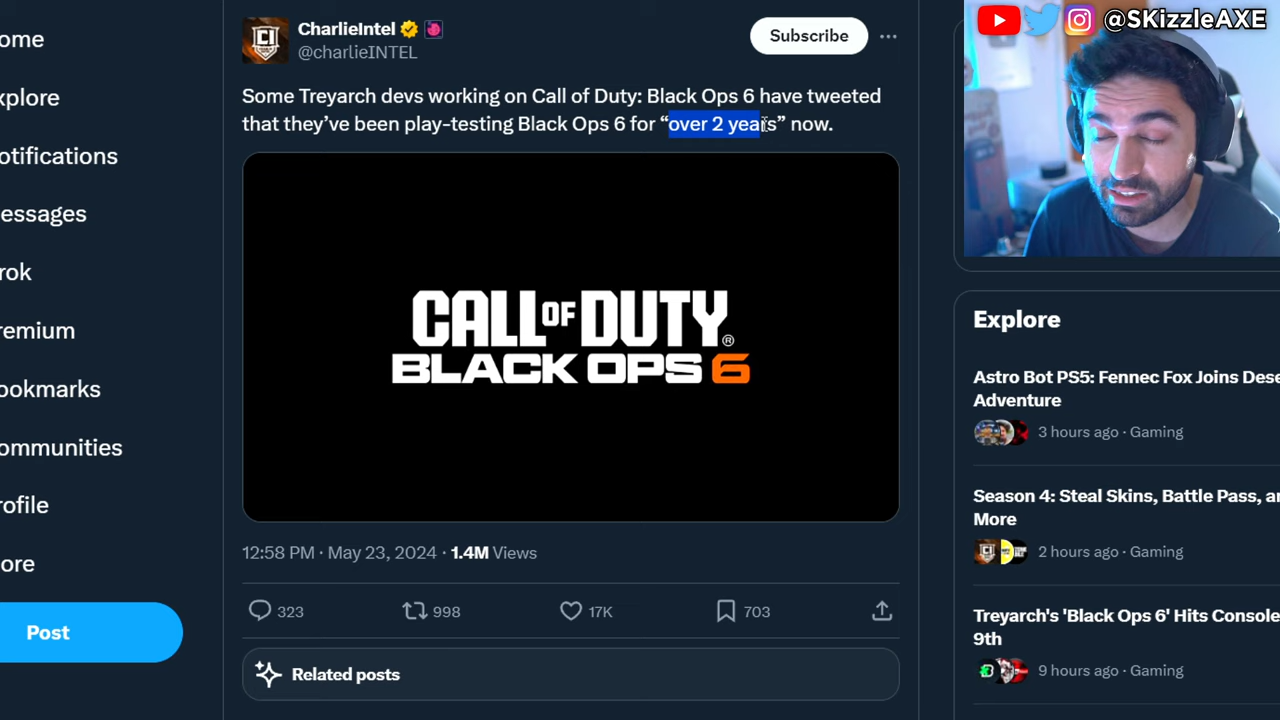 @SKizzleAXE
ome
xplore
otifications
essages
rok
remium
ookmarks
ommunities
rofile
ore
Post
CharlieIntel
@charlieINTEL
Subscribe
Some Treyarch devs working on Call of Duty: Black Ops 6 have tweeted
that they’ve been play-testing Black Ops 6 for “over 2 years” now.
CALL OF DUTY®
BLACK OPS 6
12:58 PM · May 23, 2024 · 1.4M Views
323 998 17K 703
Related posts
Explore
Astro Bot PS5: Fennec Fox Joins Dese
Adventure
3 hours ago · Gaming
Season 4: Steal Skins, Battle Pass, an
More
2 hours ago · Gaming
Treyarch's 'Black Ops 6' Hits Console
9th
9 hours ago · Gaming